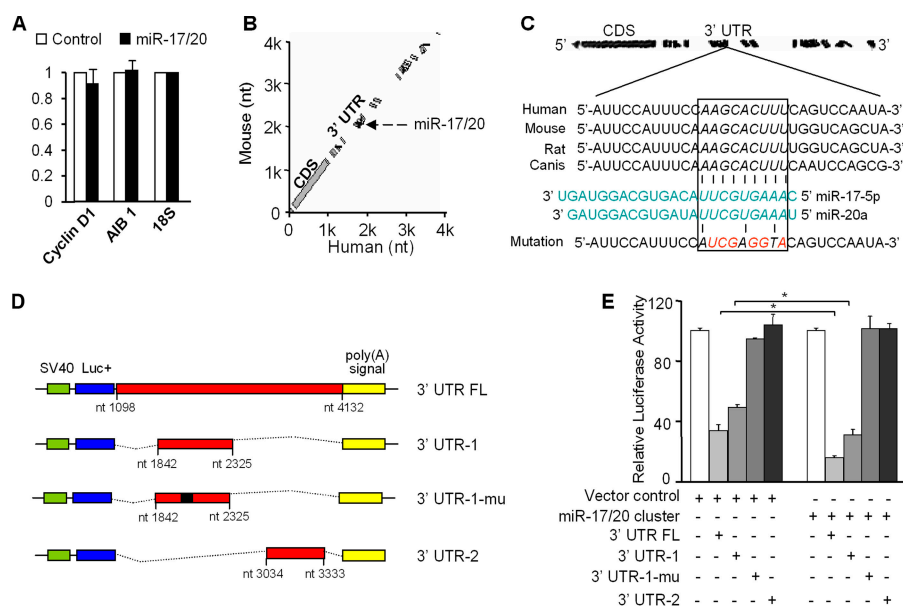 A
Control miR-17/20
1
0.8
0.6
0.4
0.2
0
Cyclin D1 AIB 1 18S
B
Mouse (nt)
4k
3k
2k
1k
0
0 1k 2k 3k 4k
Human (nt)
CDS
3' UTR
miR-17/20
C
CDS 3' UTR
5' 3'
Human 5'-AUUCCAUUUCCAAGCACUUUCAGUCCAAUA-3'
Mouse 5'-AUUCCAUUUCAAAGCACUUUUGGUCAGCUA-3'
Rat 5'-AUUCCAUUUCAAAGCACUUUUGGUCAGCUA-3'
Canis 5'-AUUCCAUUUCAAAGCACUUUUCAAUCCAGCG-3'
3' UGAUGGACGUGACAUUCGUGAAAC 5' miR-17-5p
3' GAUGGACGUGAUAUUCGUGAAAU 5' miR-20a
Mutation 5'-AUUCCAUUUCCAUCGAGGTACAGUCCAAUA-3'
D
SV40 Luc+ poly(A) signal
3' UTR FL
nt 1098 nt 4132
3' UTR-1
nt 1842 nt 2325
3' UTR-1-mu
nt 1842 nt 2325
3' UTR-2
nt 3034 nt 3333
E
Relative Luciferase Activity
120
80
40
0
*
*
Vector control + + + + + - - - - -
miR-17/20 cluster - - - - - + + + + +
3' UTR FL - + - - - - + - - -
3' UTR-1 - - + - - - - + - -
3' UTR-1-mu - - - + - - - - + -
3' UTR-2 - - - - + - - - - +